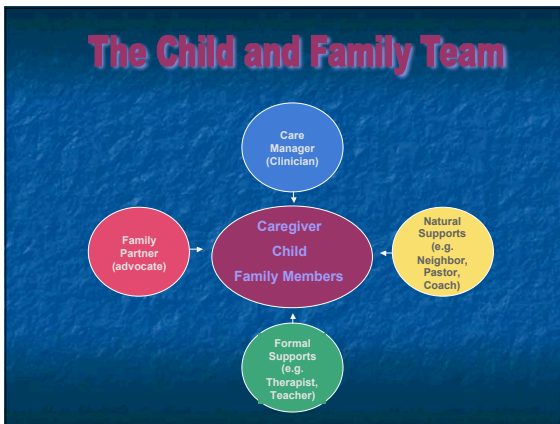 The Child and Family Team
Care
Manager
(Clinician)
Family
Partner
(advocate)
Caregiver
Child
Family Members
Natural
Supports
(e.g.
Neighbor,
Pastor,
Coach)
Formal
Supports
(e.g.
Therapist,
Teacher)